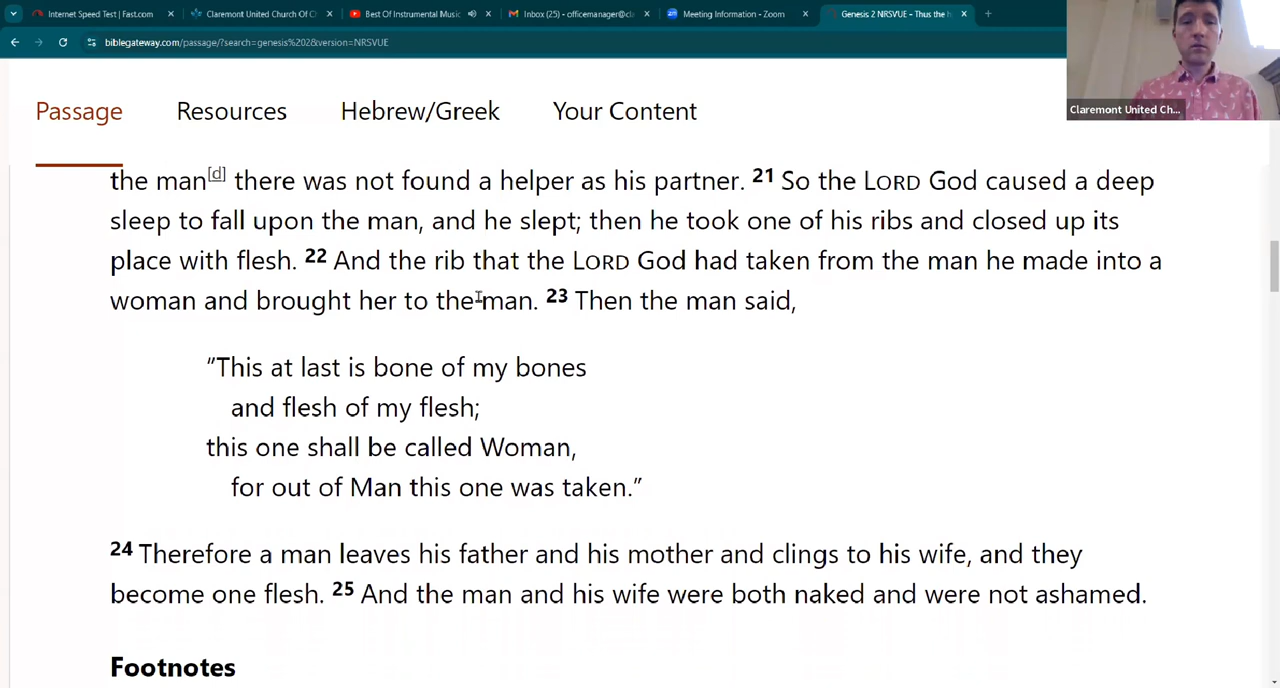 Internet Speed Test | Fast.com
Claremont United Church Of C
Best Of Instrumental Music
Inbox (25) - officemanager@cl
Meeting Information - Zoom
Genesis 2 NRSVUE - Thus the h
biblegateway.com/passage/?search=genesis%202&version=NRSVUE
Claremont United Ch...
Passage Resources Hebrew/Greek Your Content
the man[d] there was not found a helper as his partner. 21 So the LORD God caused a deep
sleep to fall upon the man, and he slept; then he took one of his ribs and closed up its
place with flesh. 22 And the rib that the LORD God had taken from the man he made into a
woman and brought her to the man. 23 Then the man said,
"This at last is bone of my bones
and flesh of my flesh;
this one shall be called Woman,
for out of Man this one was taken."
24 Therefore a man leaves his father and his mother and clings to his wife, and they
become one flesh. 25 And the man and his wife were both naked and were not ashamed.
Footnotes